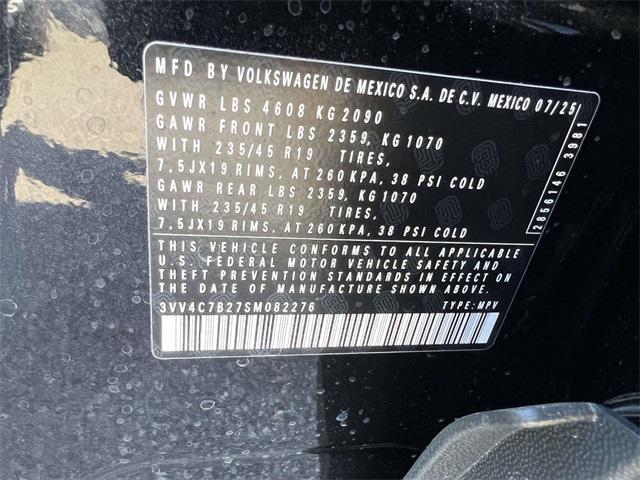 MFD BY VOLKSWAGEN DE MEXICO S.A. DE C.V. MEXICO 07/25
GVWR LBS 4608 KG 2090
GAWR FRONT LBS 2359, KG 1070
WITH 235/45 R19 TIRES,
7,5JX19 RIMS, AT 260 KPA, 38 PSI COLD
GAWR REAR LBS 2359, KG 1070
WITH 235/45 R19 TIRES,
7,5JX19 RIMS, AT 260 KPA, 38 PSI COLD
2856146 3981
THIS VEHICLE CONFORMS TO ALL APPLICABLE
U.S. FEDERAL MOTOR VEHICLE SAFETY AND
THEFT PREVENTION STANDARDS IN EFFECT ON
THE DATE OF MANUFACTURE SHOWN ABOVE.
3VV4C7B27SM082276 TYPE: MPV